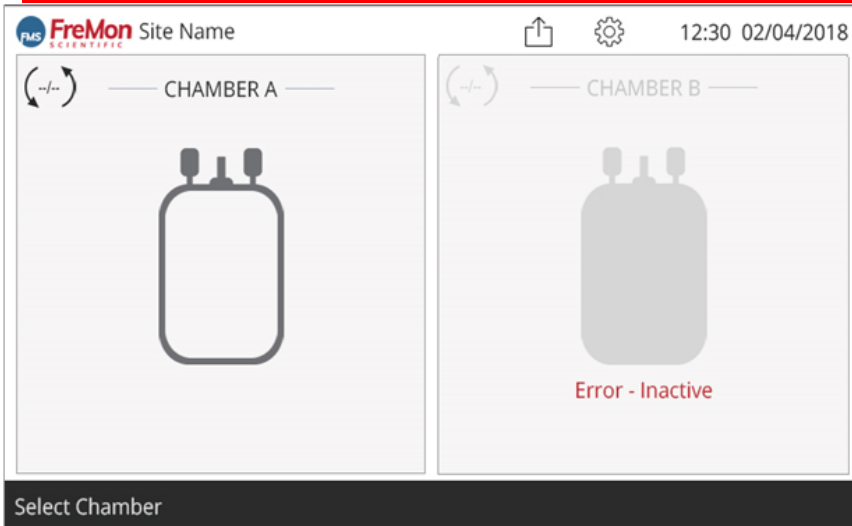 FMS FreMon SCIENTIFIC Site Name 12:30 02/04/2018
--/-- CHAMBER A
--/-- CHAMBER B
Error - Inactive
Select Chamber